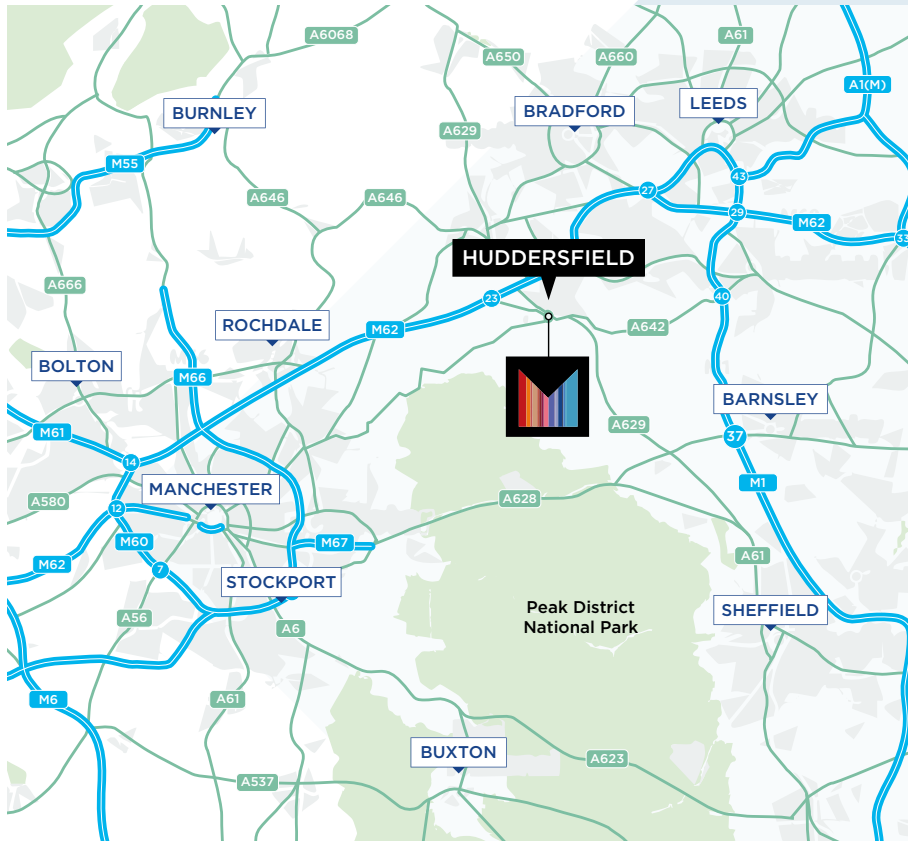 A6068
A650
A660
A61
A1(M)
BURNLEY
BRADFORD
LEEDS
A629
M55
43
27
A646
A646
29
M62
33
HUDDERSFIELD
A666
23
40
ROCHDALE
M62
A642
BOLTON
M66
BARNSLEY
M61
A629
37
14
MANCHESTER
M1
A580
A628
12
M60
M67
A61
M62
7
STOCKPORT
Peak District
National Park
SHEFFIELD
A56
A6
M6
A61
BUXTON
A623
A537